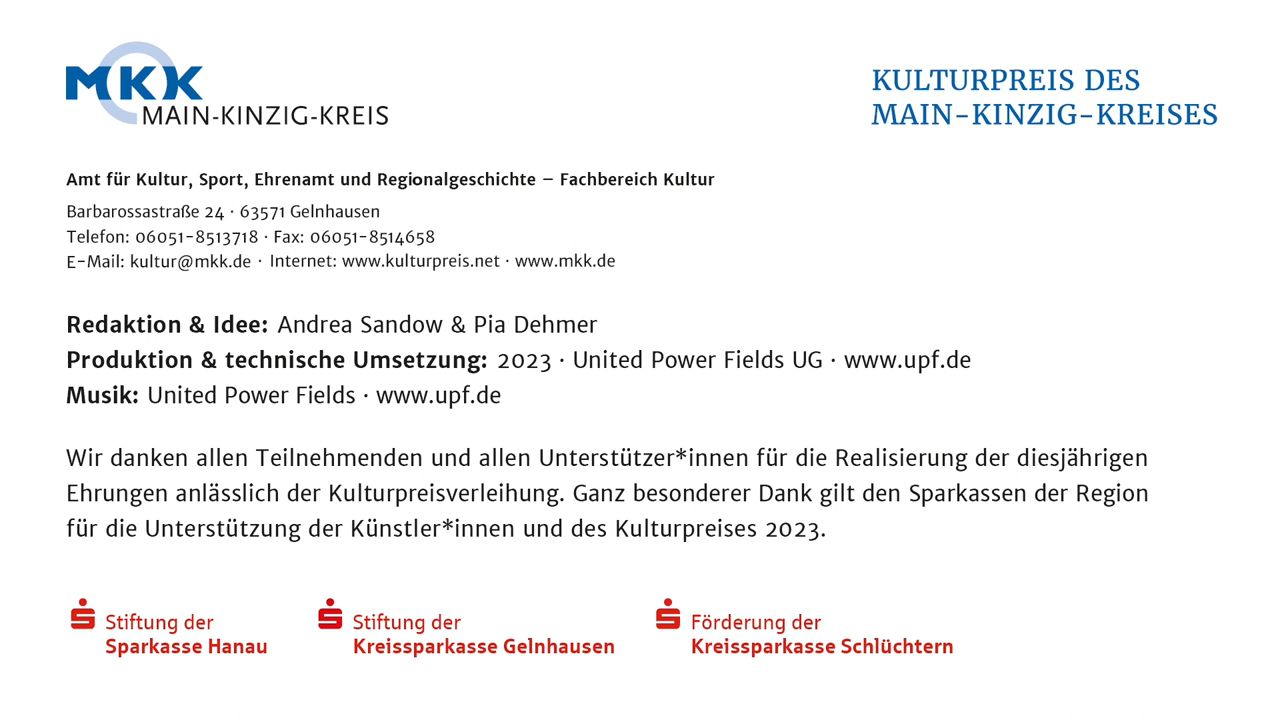 MKK
MAIN-KINZIG-KREIS
KULTURPREIS DES
MAIN-KINZIG-KREISES
Amt für Kultur, Sport, Ehrenamt und Regionalgeschichte – Fachbereich Kultur
Barbarossastraße 24 · 63571 Gelnhausen
Telefon: 06051-8513718 · Fax: 06051-8514658
E-Mail: kultur@mkk.de · Internet: www.kulturpreis.net · www.mkk.de
Redaktion & Idee: Andrea Sandow & Pia Dehmer
Produktion & technische Umsetzung: 2023 · United Power Fields UG · www.upf.de
Musik: United Power Fields · www.upf.de
Wir danken allen Teilnehmenden und allen Unterstützer*innen für die Realisierung der diesjährigen
Ehrungen anlässlich der Kulturpreisverleihung. Ganz besonderer Dank gilt den Sparkassen der Region
für die Unterstützung der Künstler*innen und des Kulturpreises 2023.
Stiftung der
Sparkasse Hanau
Stiftung der
Kreissparkasse Gelnhausen
Förderung der
Kreissparkasse Schlüchtern